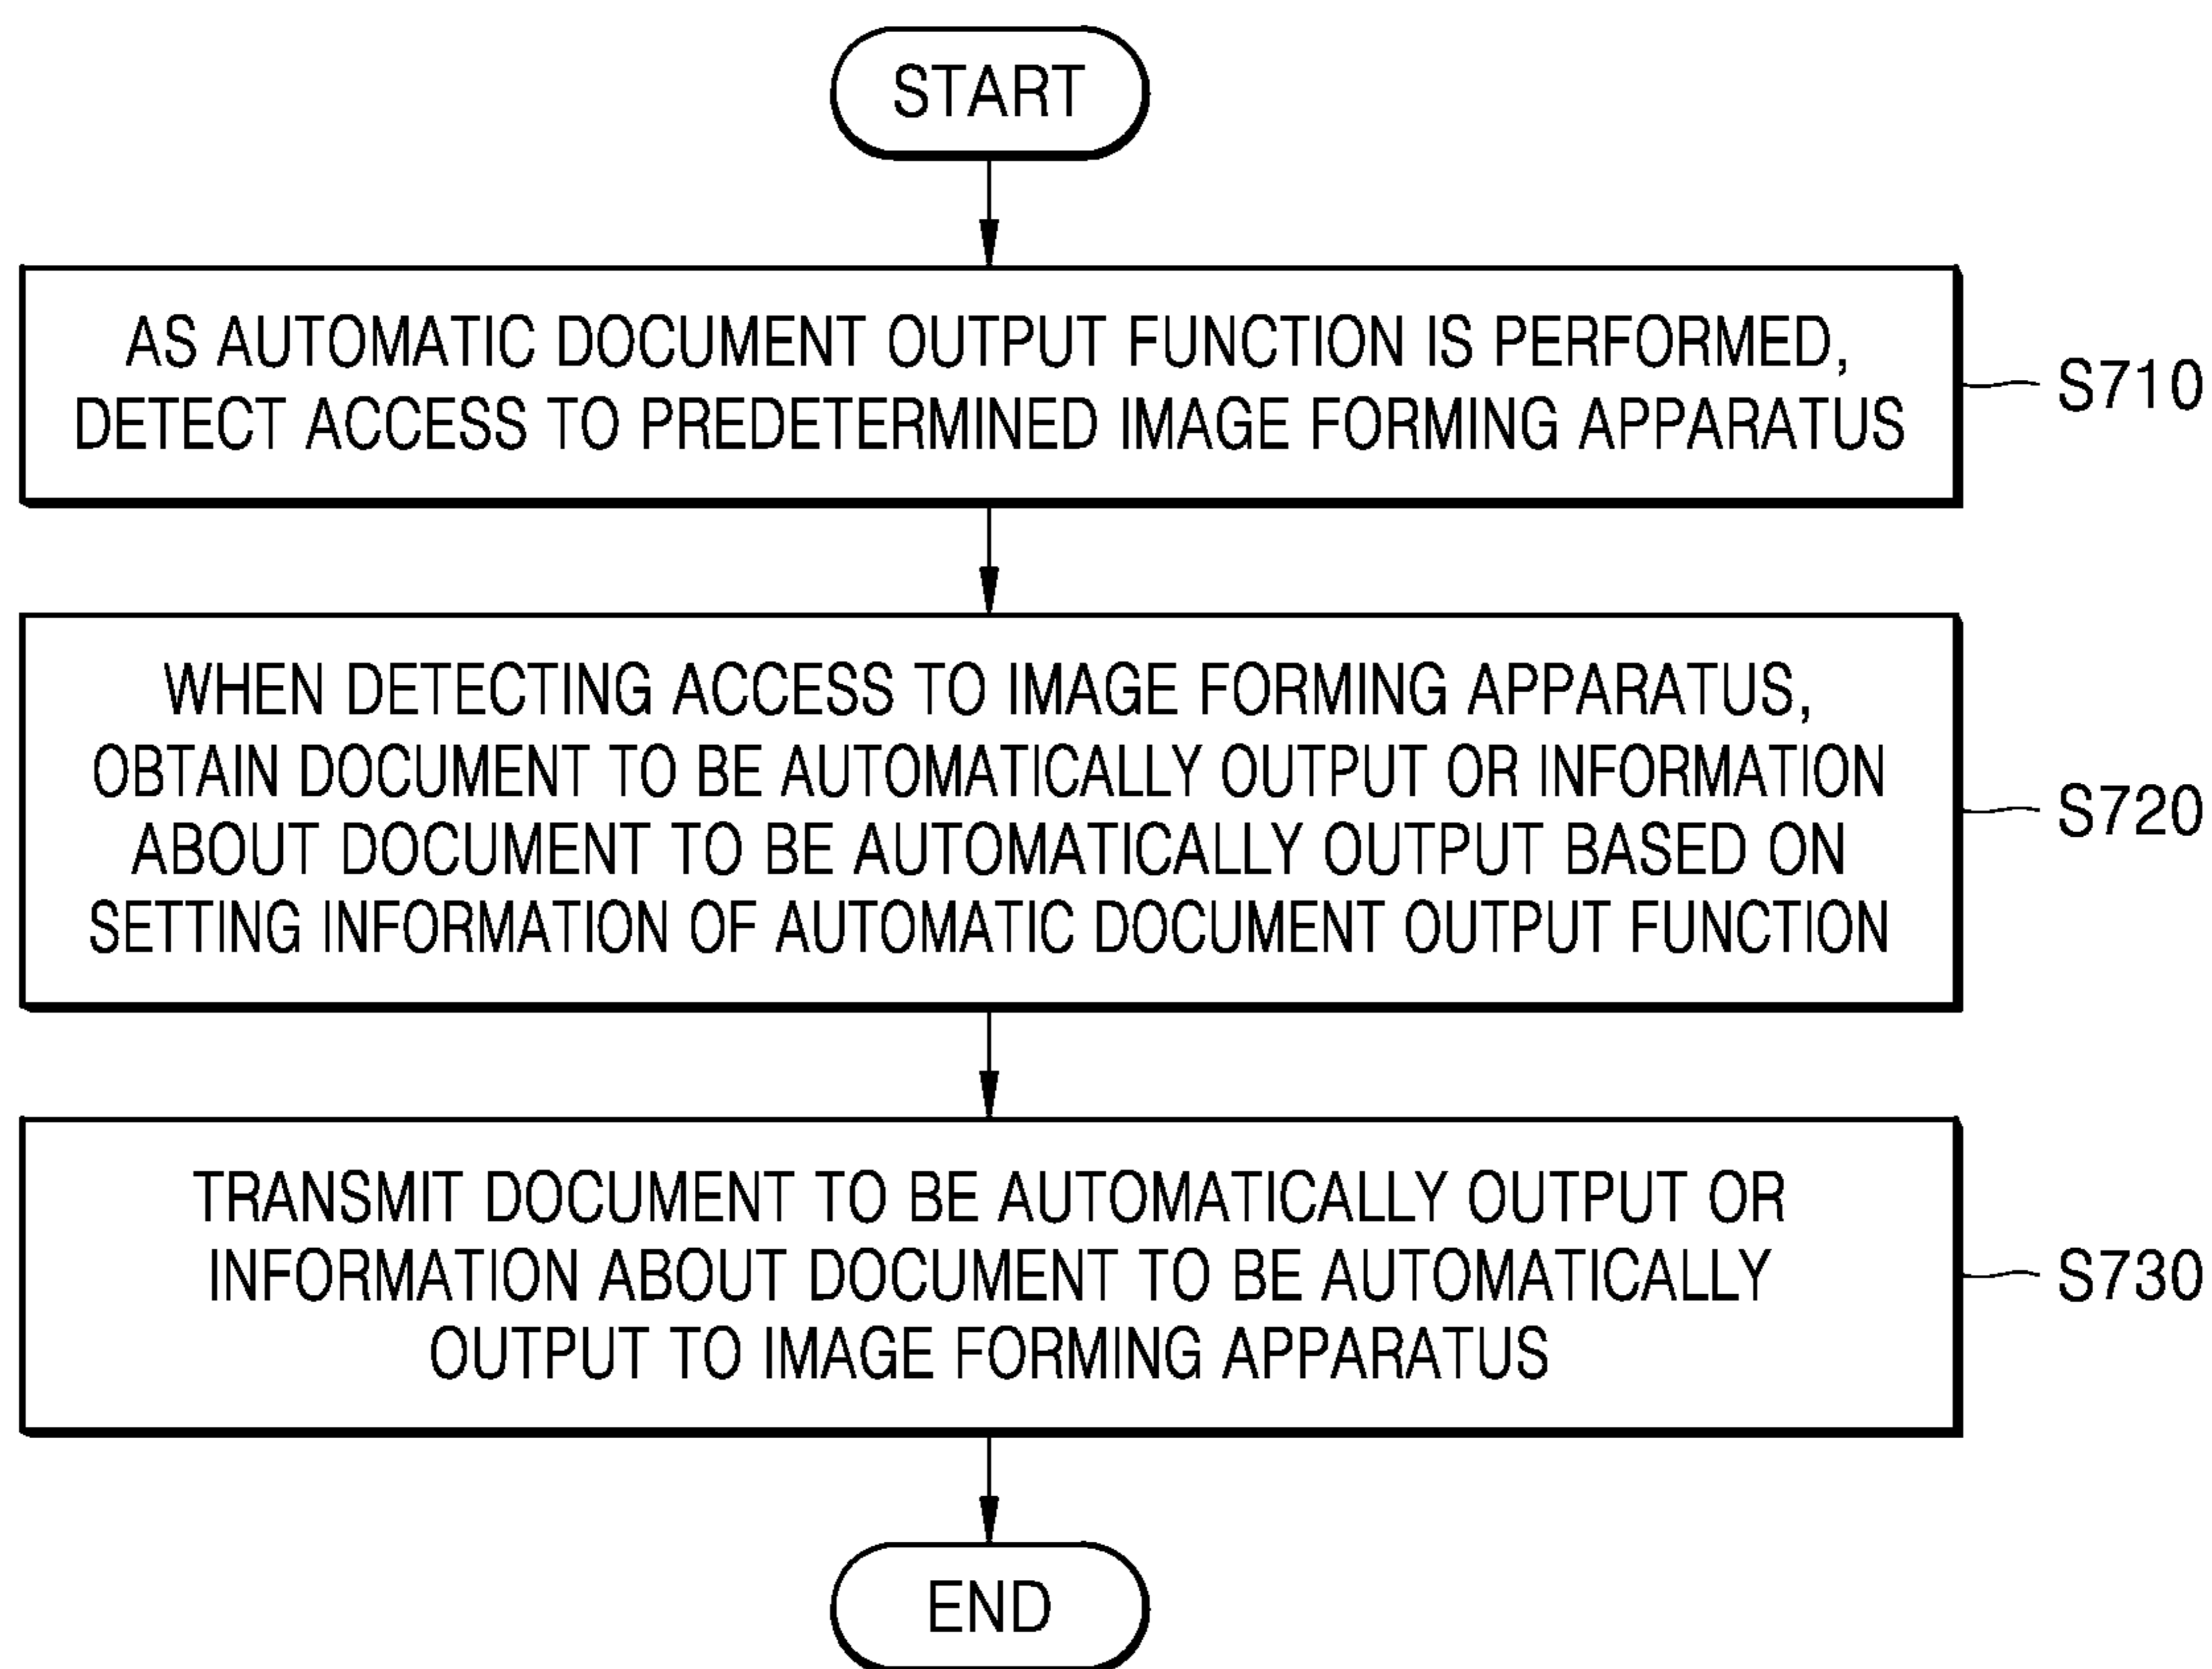 START
AS AUTOMATIC DOCUMENT OUTPUT FUNCTION IS PERFORMED,
DETECT ACCESS TO PREDETERMINED IMAGE FORMING APPARATUS
S710
WHEN DETECTING ACCESS TO IMAGE FORMING APPARATUS,
OBTAIN DOCUMENT TO BE AUTOMATICALLY OUTPUT OR INFORMATION
ABOUT DOCUMENT TO BE AUTOMATICALLY OUTPUT BASED ON
SETTING INFORMATION OF AUTOMATIC DOCUMENT OUTPUT FUNCTION
S720
TRANSMIT DOCUMENT TO BE AUTOMATICALLY OUTPUT OR
INFORMATION ABOUT DOCUMENT TO BE AUTOMATICALLY
OUTPUT TO IMAGE FORMING APPARATUS
S730
END